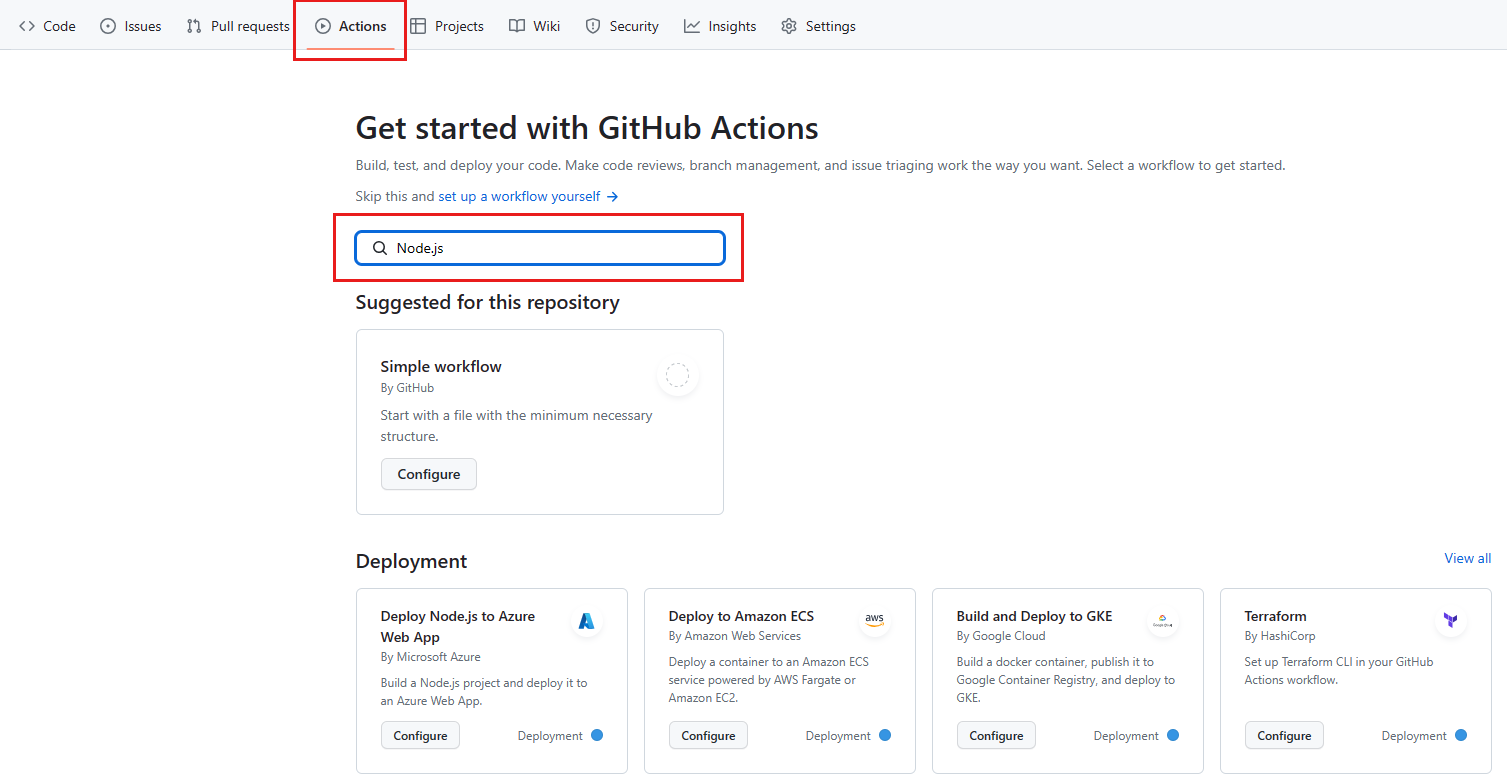 Code Issues Pull requests Actions Projects Wiki Security Insights Settings
Get started with GitHub Actions
Build, test, and deploy your code. Make code reviews, branch management, and issue triaging work the way you want. Select a workflow to get started.
Skip this and set up a workflow yourself →
Node.js
Suggested for this repository
Simple workflow
By GitHub
Start with a file with the minimum necessary
structure.
Configure
Deployment
View all
Deploy Node.js to Azure
Web App
By Microsoft Azure
Build a Node.js project and deploy it to
an Azure Web App.
Configure
Deployment
Deploy to Amazon ECS
aws
By Amazon Web Services
Deploy a container to an Amazon ECS
service powered by AWS Fargate or
Amazon EC2.
Configure
Deployment
Build and Deploy to GKE
By Google Cloud
Build a docker container, publish it to
Google Container Registry, and deploy to
GKE.
Configure
Deployment
Terraform
By HashiCorp
Set up Terraform CLI in your GitHub
Actions workflow.
Configure
Deployment